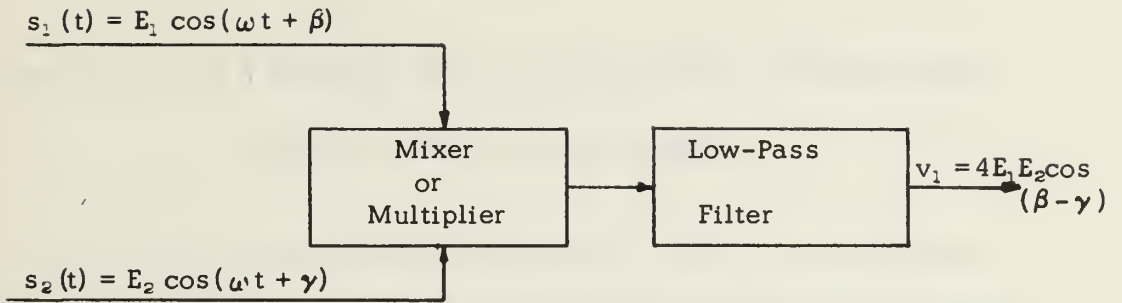 s₁ (t) = E₁ cos(ωt + β)
Mixer
or
Multiplier
Low-Pass
Filter
v₁ = 4E₁E₂cos
(β-γ)
s₂ (t) = E₂ cos(ωt + γ)